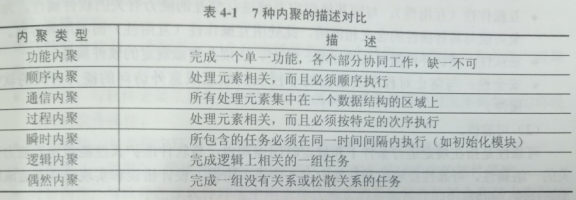 表 4-1 7 种内聚的描述对比
内 聚 类 型 描 述
功能内聚 完成一个单一功能，各个部分协同工作，缺一不可
顺序内聚 处理元素相关，而且必须顺序执行
通信内聚 所有处理元素集中在一个数据结构的区域上
过程内聚 处理元素相关，而且必须按特定的次序执行
瞬时内聚 所包含的任务必须在同一时间间隔内执行（如初始化模块）
逻辑内聚 完成逻辑上相关的一组任务
偶然内聚 完成一组没有关系或松散关系的任务